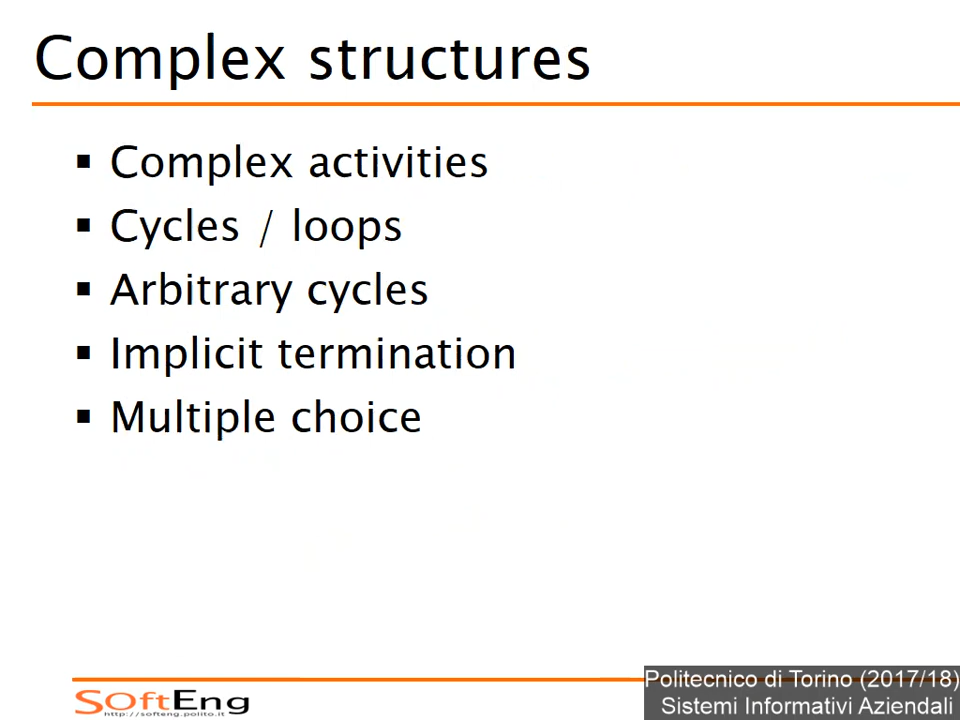 Complex structures
▪ Complex activities
▪ Cycles / loops
▪ Arbitrary cycles
▪ Implicit termination
▪ Multiple choice
SoftEng
http://softeng.polito.it
Politecnico di Torino (2017/18)
Sistemi Informativi Aziendali